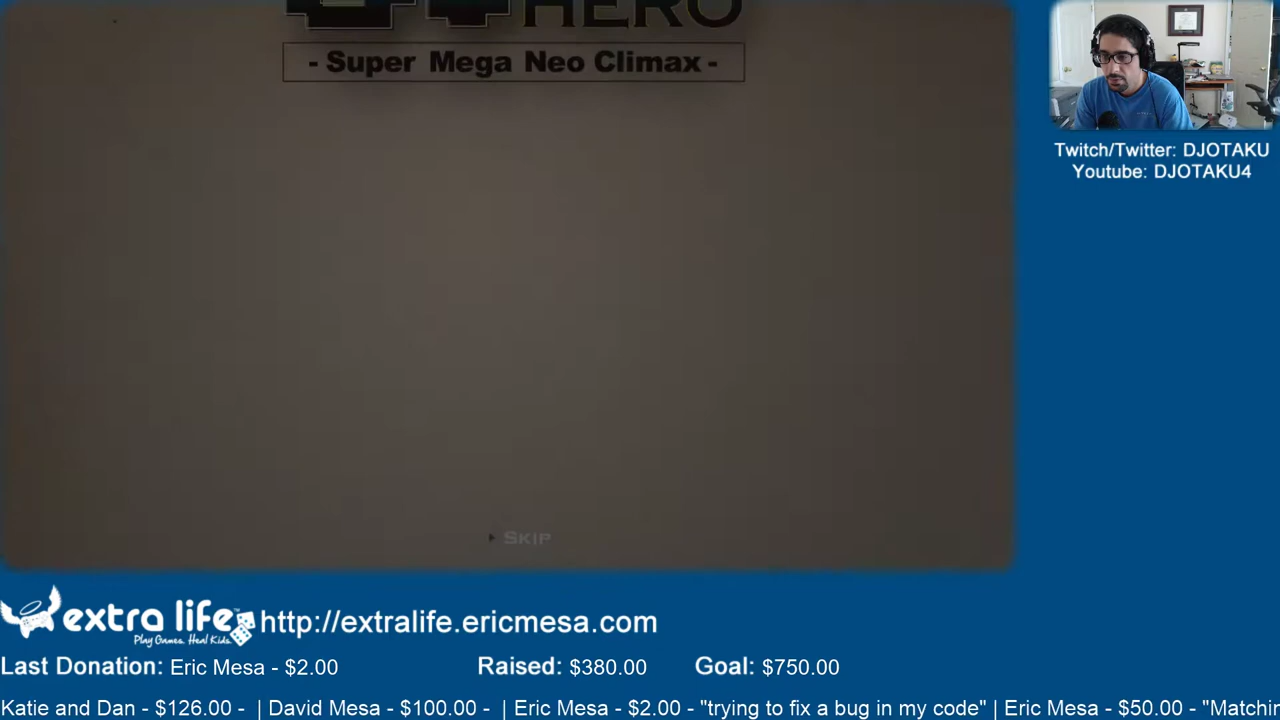 HERO
- Super Mega Neo Climax -
Skip
Twitch/Twitter: DJOTAKU
Youtube: DJOTAKU4
extra life
Play Games. Heal Kids.
http://extralife.ericmesa.com
Last Donation: Eric Mesa - $2.00 Raised: $380.00 Goal: $750.00
Katie and Dan - $126.00 - | David Mesa - $100.00 - | Eric Mesa - $2.00 - "trying to fix a bug in my code" | Eric Mesa - $50.00 - "Matchin